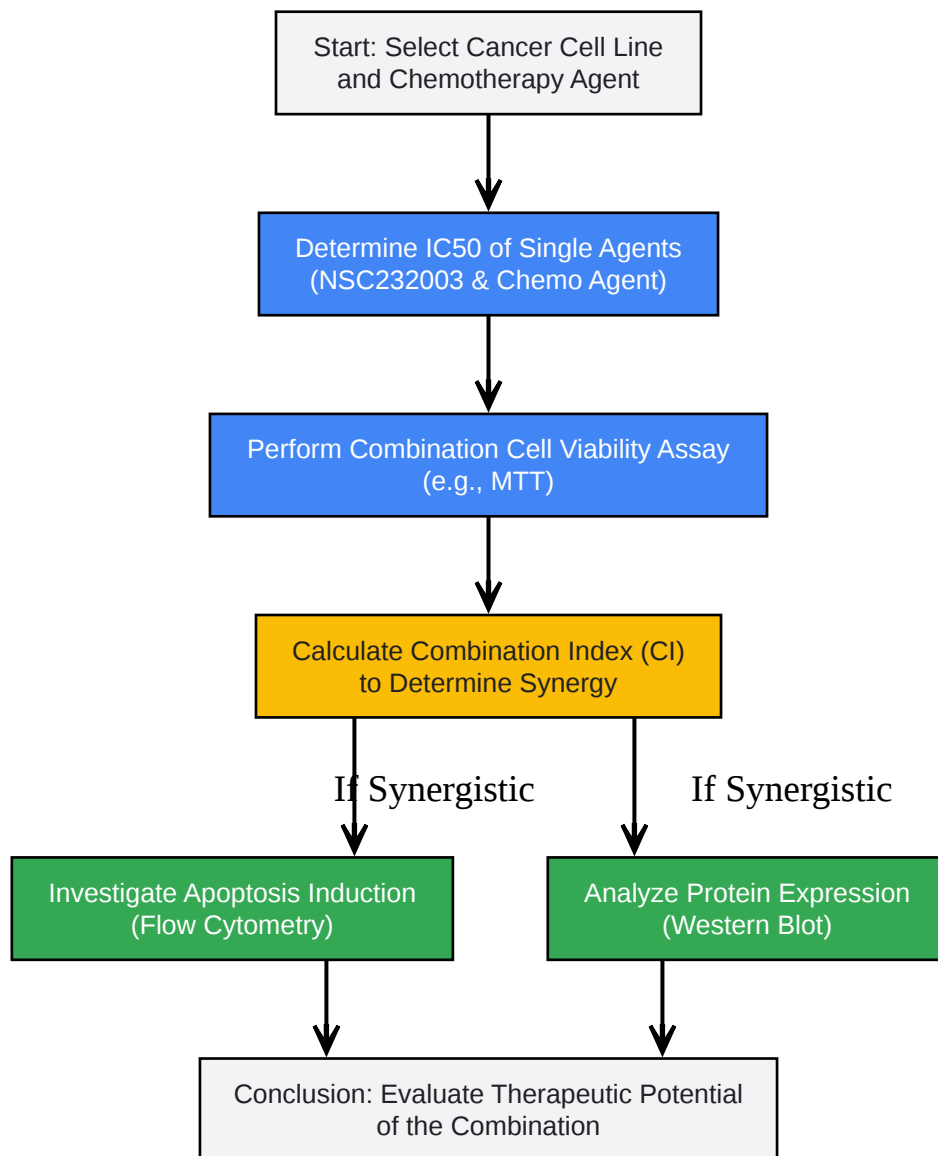 Start: Select Cancer Cell Line
and Chemotherapy Agent
Determine IC50 of Single Agents
(NSC232003 & Chemo Agent)
Perform Combination Cell Viability Assay
(e.g., MTT)
Calculate Combination Index (CI)
to Determine Synergy
If Synergistic
If Synergistic
Investigate Apoptosis Induction
(Flow Cytometry)
Analyze Protein Expression
(Western Blot)
Conclusion: Evaluate Therapeutic Potential
of the Combination